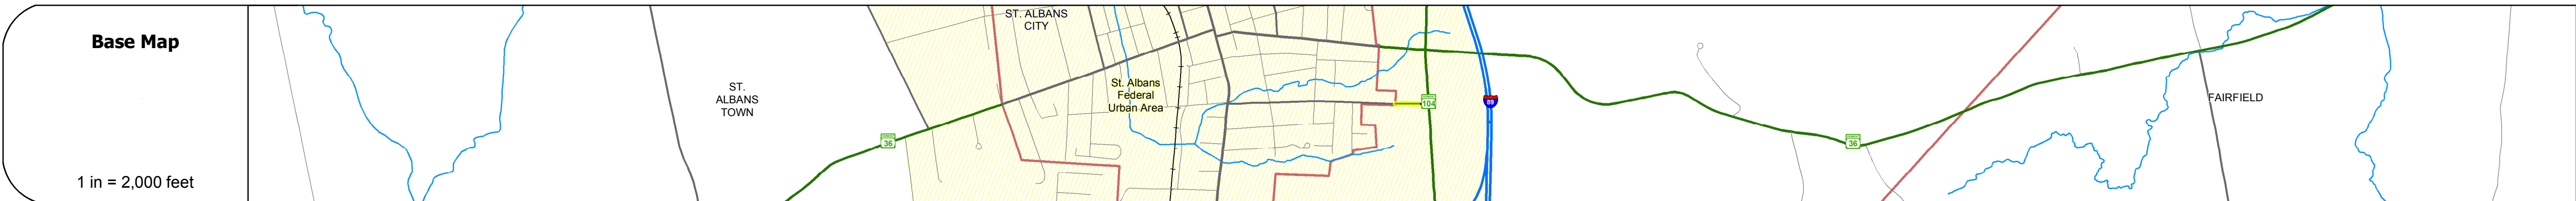 Base Map
1 in = 2,000 feet
ST.
ALBANS
TOWN
36
ST. ALBANS
CITY
St. Albans
Federal
Urban Area
104
89
36
FAIRFIELD